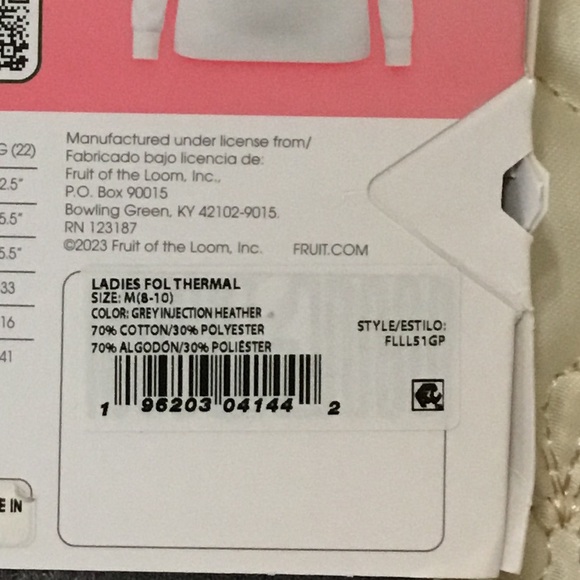 G (22)
2.5"
5.5"
5.5"
33
16
41
Manufactured under license from/
Fabricado bajo licencia de:
Fruit of the Loom, Inc.,
P.O. Box 90015
Bowling Green, KY 42102-9015.
RN 123187
©2023 Fruit of the Loom, Inc. FRUIT.COM
LADIES FOL THERMAL
SIZE: M(8-10)
COLOR: GREY INJECTION HEATHER
70% COTTON/30% POLYESTER
70% ALGODÓN/30% POLIÉSTER
STYLE/ESTILO:
FLLL51GP
1 96203 04144 2
E IN